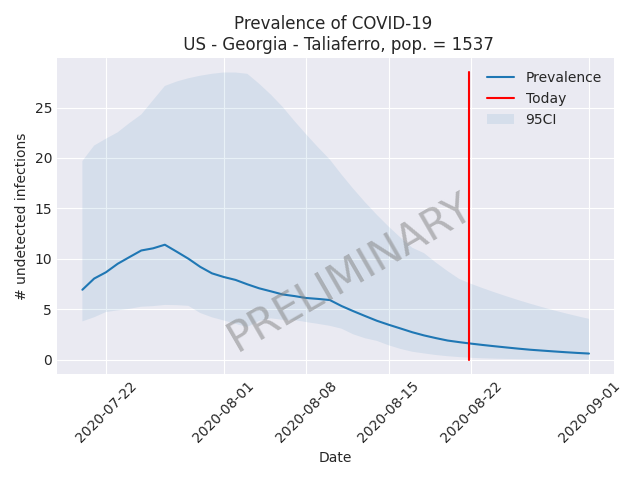 Prevalence of COVID-19
US - Georgia - Taliaferro, pop. = 1537
Prevalence
Today
95CI
# undetected infections
25
20
15
10
5
0
PRELIMINARY
2020-07-22
2020-08-01
2020-08-08
2020-08-15
2020-08-22
2020-09-01
Date